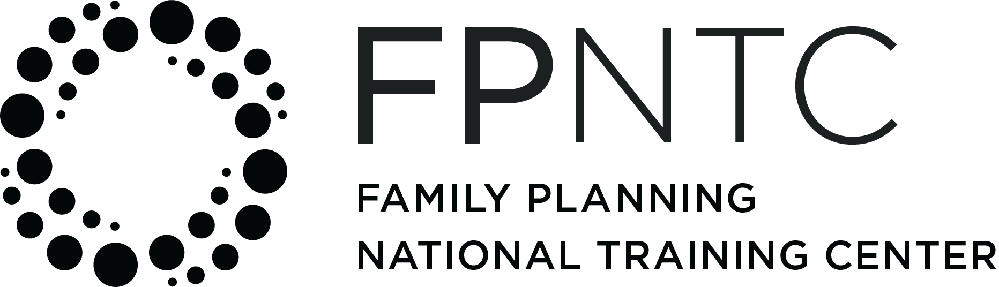 FPNTC
FAMILY PLANNING
NATIONAL TRAINING CENTER